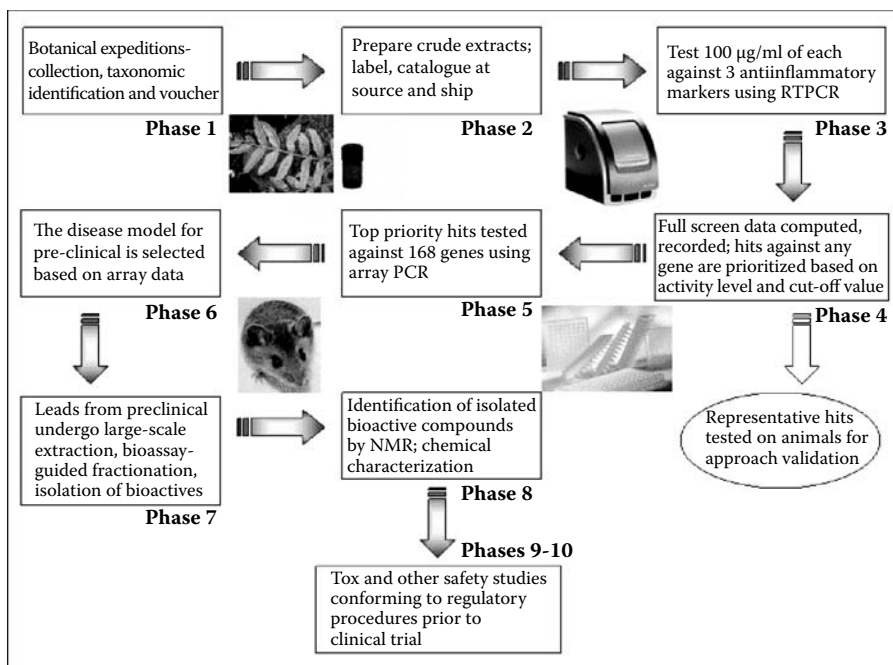 Botanical expeditions-
collection, taxonomic
identification and voucher
Phase 1
Prepare crude extracts;
label, catalogue at
source and ship
Phase 2
Test 100 μg/ml of each
against 3 antiinflammatory
markers using RTPCR
Phase 3
Full screen data computed,
recorded; hits against any
gene are prioritized based on
activity level and cut-off value
Phase 4
Representative hits
tested on animals for
approach validation
Top priority hits tested
against 168 genes using
array PCR
Phase 5
The disease model for
pre-clinical is selected
based on array data
Phase 6
Leads from preclinical
undergo large-scale
extraction, bioassay-
guided fractionation,
isolation of bioactives
Phase 7
Identification of isolated
bioactive compounds
by NMR; chemical
characterization
Phase 8
Phases 9-10
Tox and other safety studies
conforming to regulatory
procedures prior to
clinical trial